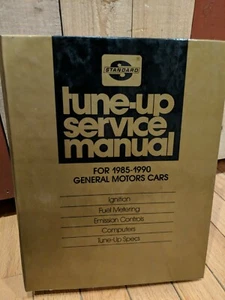 STANDARD
tune-up
service
manual
FOR 1985-1990
GENERAL MOTORS CARS
Ignition
Fuel Metering
Emission Controls
Computers
Tune-Up Specs